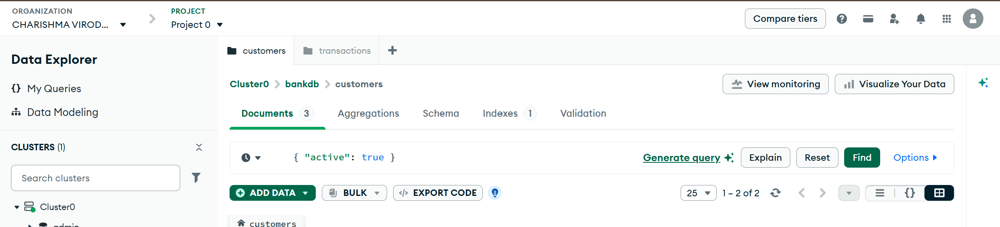 ORGANIZATION
CHARISHMA VIROD...
PROJECT
Project 0
Compare tiers
Data Explorer
My Queries
Data Modeling
CLUSTERS (1)
Search clusters
Cluster0
admin
customers
transactions
Cluster0 > bankdb > customers
View monitoring
Visualize Your Data
Documents 3
Aggregations
Schema
Indexes 1
Validation
{ "active": true }
Generate query
Explain
Reset
Find
Options
ADD DATA
BULK
EXPORT CODE
25
1 – 2 of 2
customers